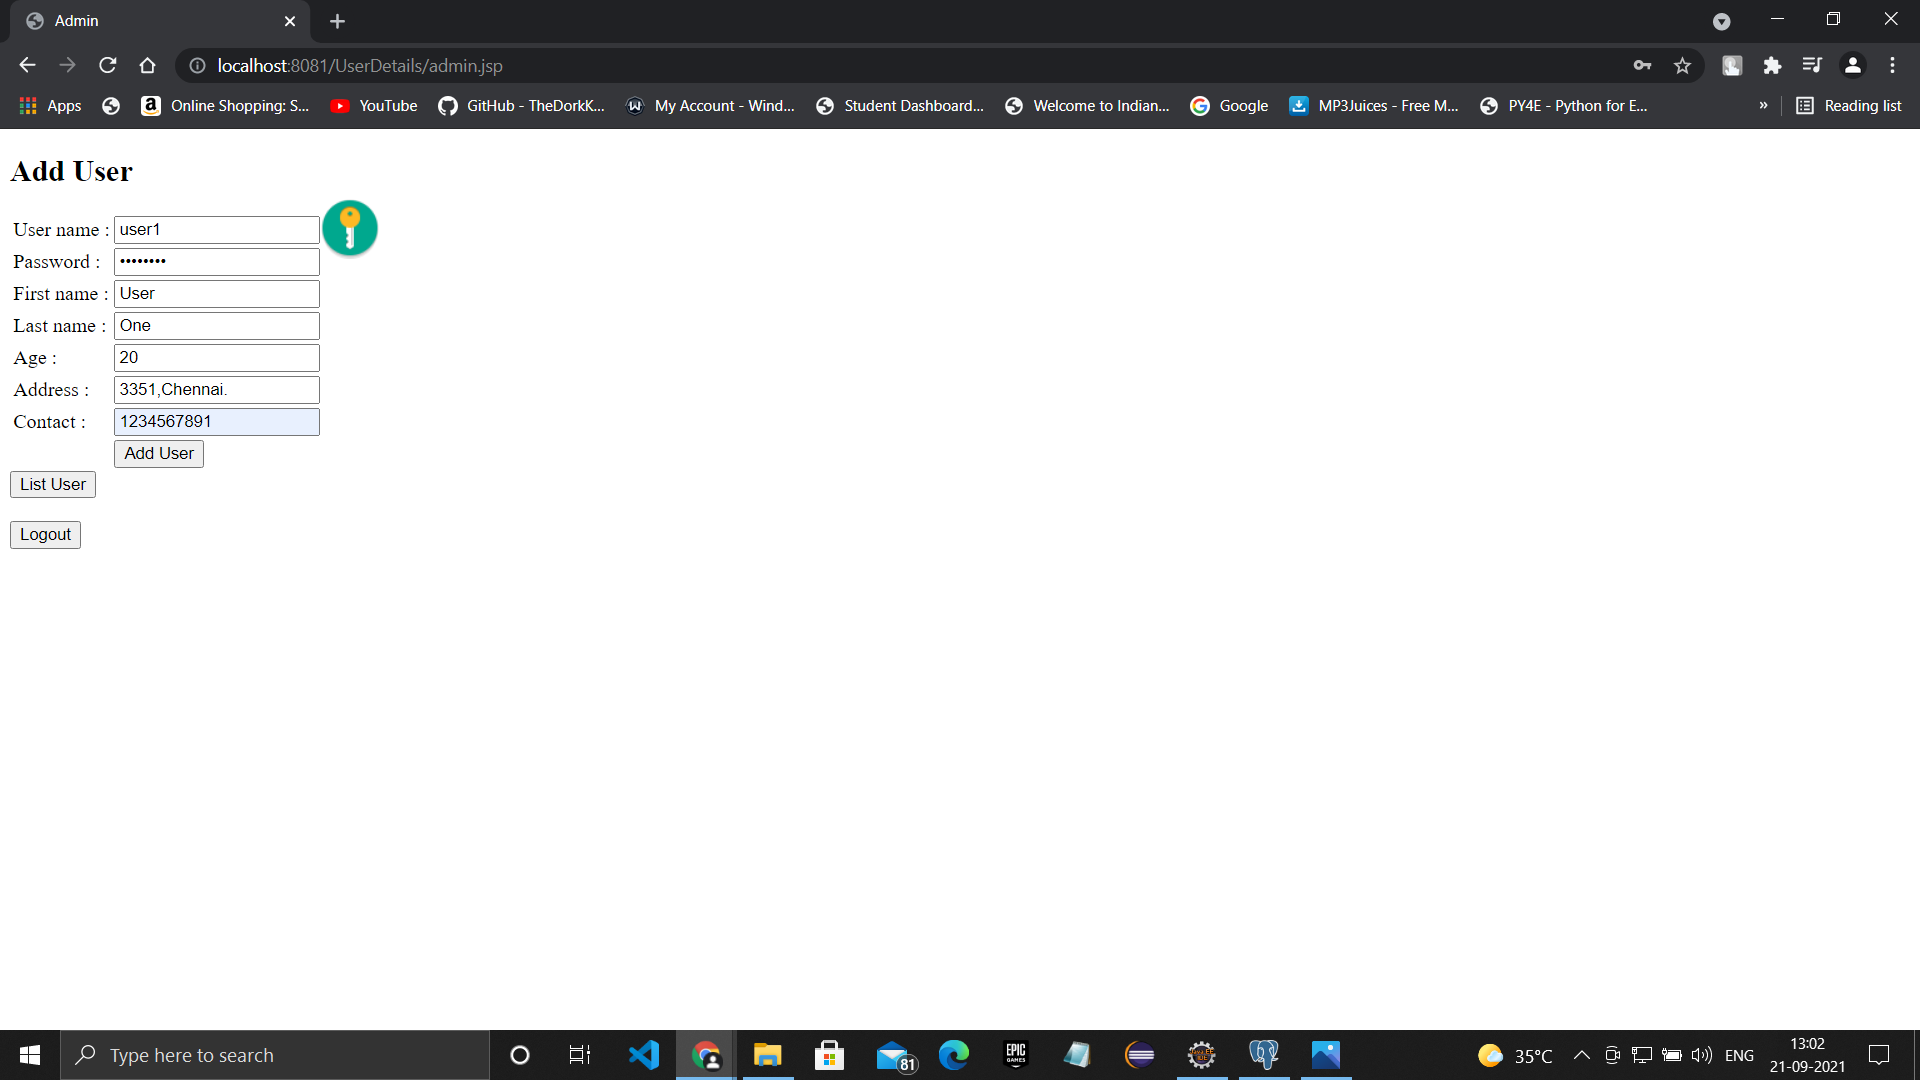 Admin
localhost:8081/UserDetails/admin.jsp
Apps
Online Shopping: S...
YouTube
GitHub - TheDorkK...
My Account - Wind...
Student Dashboard...
Welcome to Indian...
Google
MP3Juices - Free M...
PY4E - Python for E...
»
Reading list
Add User
User name : user1
Password : ••••••••
First name : User
Last name : One
Age : 20
Address : 3351,Chennai.
Contact : 1234567891
Add User
List User
Logout
Type here to search
81
EPIC
GAMES
35°C
ENG
13:02
21-09-2021